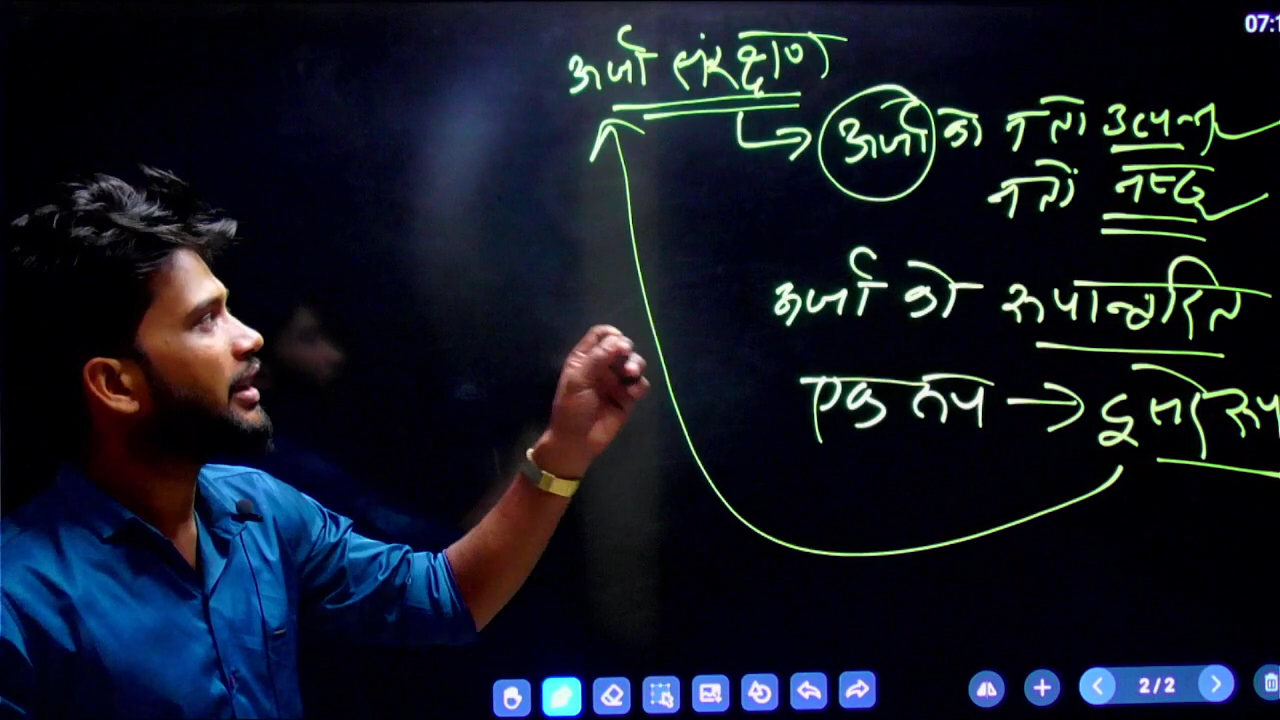 07:1
ऊर्जा संरक्षण
ऊर्जा को न तो उत्पन्न
न तो नष्ट
ऊर्जा को रूपान्तरित
एक रूप → दूसरे रूप
2/2